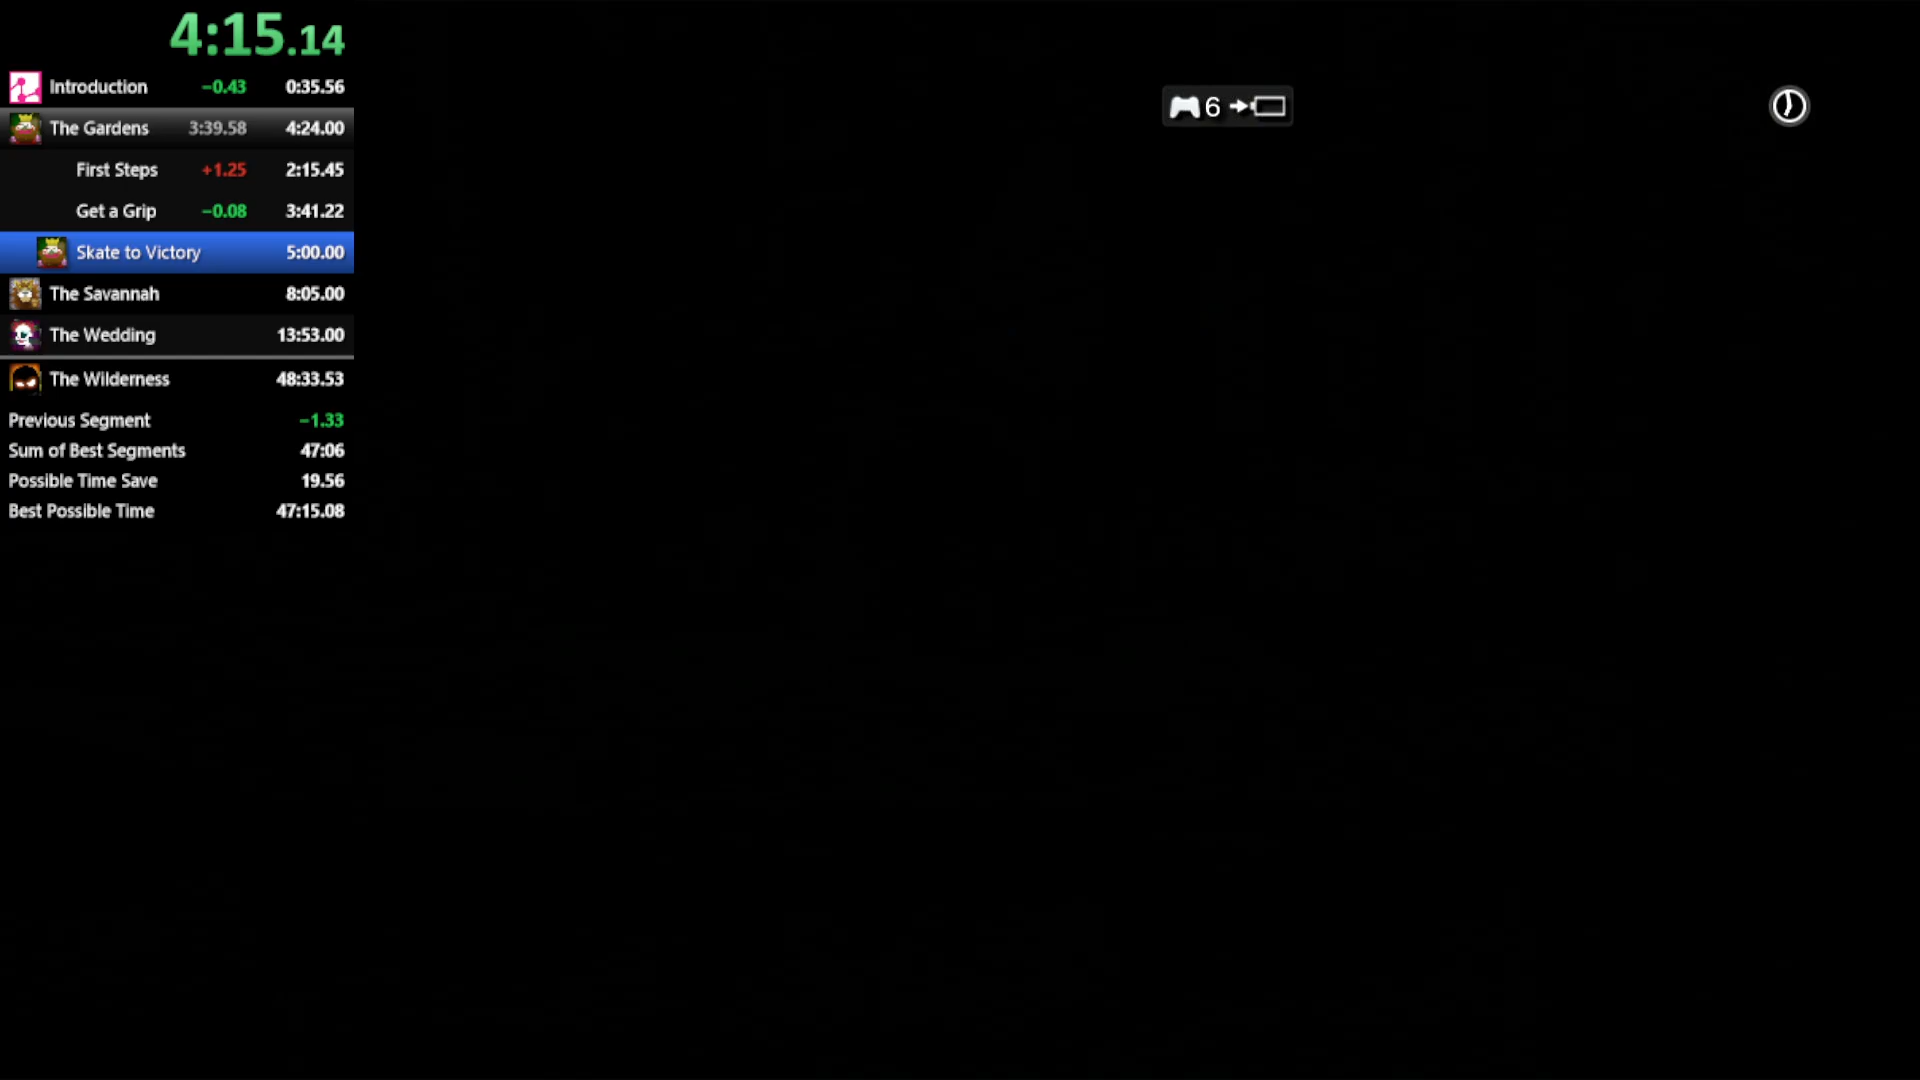 4:15.14
Introduction −0.43 0:35.56
The Gardens 3:39.58 4:24.00
First Steps +1.25 2:15.45
Get a Grip −0.08 3:41.22
Skate to Victory 5:00.00
The Savannah 8:05.00
The Wedding 13:53.00
The Wilderness 48:33.53
Previous Segment −1.33
Sum of Best Segments 47:06
Possible Time Save 19.56
Best Possible Time 47:15.08
6